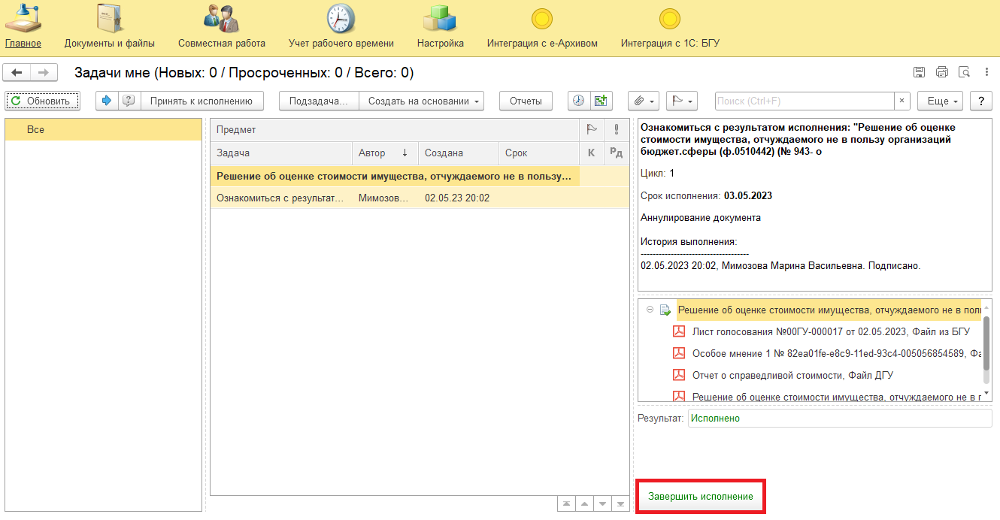 Главное Документы и файлы Совместная работа Учет рабочего времени Настройка Интеграция с е-Архивом Интеграция с 1С: БГУ
Задачи мне (Новых: 0 / Просроченных: 0 / Всего: 0)
Обновить Принять к исполнению Подзадача... Создать на основании Отчеты Поиск (Ctrl+F) × Еще ?
Все
Предмет
Задача Автор ↓ Создана Срок К Рд
Решение об оценке стоимости имущества, отчуждаемого не в пользу...
Ознакомиться с результат... Мимозов... 02.05.23 20:02
Ознакомиться с результатом исполнения: "Решение об оценке
стоимости имущества, отчуждаемого не в пользу организаций
бюджет.сферы (ф.0510442) (№ 943- о
Цикл: 1
Срок исполнения: 03.05.2023
Аннулирование документа
История выполнения:
------------------------------------
02.05.2023 20:02, Мимозова Марина Васильевна. Подписано.
Решение об оценке стоимости имущества, отчуждаемого не в пол
Лист голосования №00ГУ-000017 от 02.05.2023, Файл из БГУ
Особое мнение 1 № 82ea01fe-e8c9-11ed-93c4-005056854589, Фа
Отчет о справедливой стоимости, Файл ДГУ
Решение об оценке стоимости имущества, отчуждаемого не в г
Результат: Исполнено
Завершить исполнение